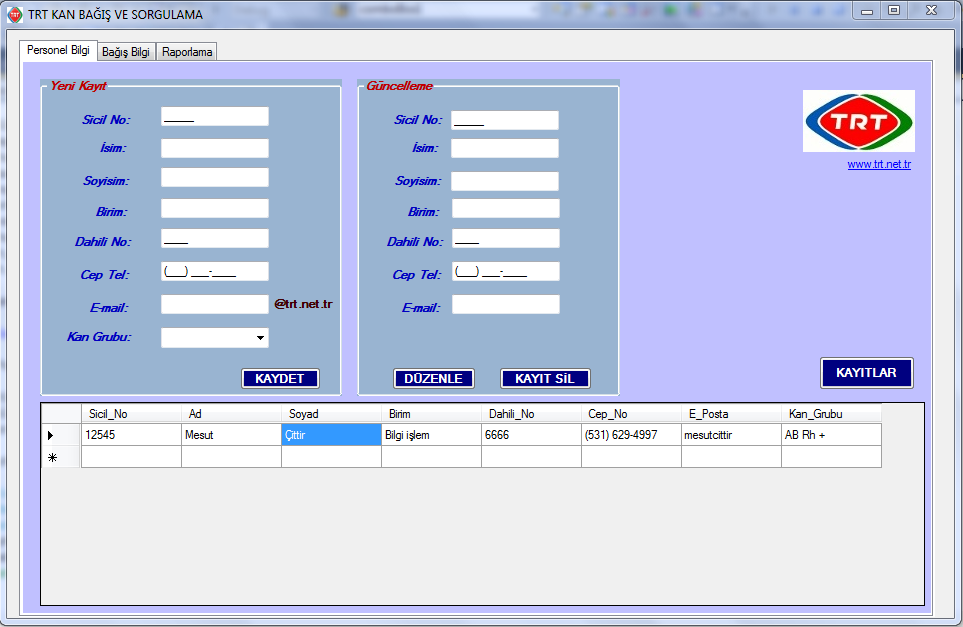 TRT KAN BAĞIŞ VE SORGULAMA
Personel Bilgi Bağış Bilgi Raporlama
Yeni Kayıt
Sicil No: _____
İsim:
Soyisim:
Birim:
Dahili No: ____
Cep Tel: (___) ___-____
E-mail: @trt.net.tr
Kan Grubu:
KAYDET
Güncelleme
Sicil No: _____
İsim:
Soyisim:
Birim:
Dahili No: ____
Cep Tel: (___) ___-____
E-mail:
DÜZENLE KAYIT SİL
TRT
www.trt.net.tr
KAYITLAR
Sicil_No Ad Soyad Birim Dahili_No Cep_No E_Posta Kan_Grubu
12545 Mesut Çittir Bilgi işlem 6666 (531) 629-4997 mesutcittir AB Rh +